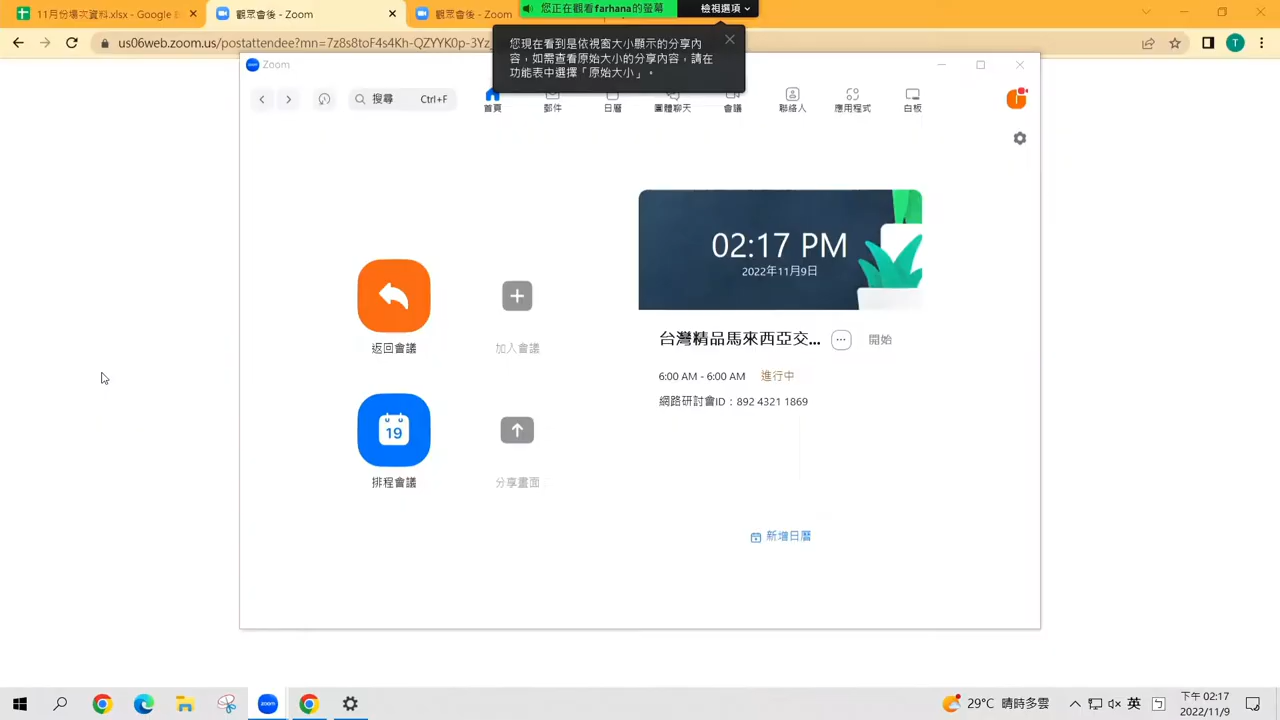 11月份場次資料.xlsx - Google
觀眾會後 - Zoom
觀眾會後 - Zoom
您正在觀看farhana的螢幕
檢視選項
us06web.zoom.us/postattendee?mn=7z8s8toF4s4Kh-QZYYK0p-3Yz
T
您現在看到是依視窗大小顯示的分享內
容，如需查看原始大小的分享內容，請在
功能表中選擇「原始大小」。
Zoom
搜尋 Ctrl+F
首頁
郵件
日曆
團體聊天
會議
聯絡人
應用程式
白板
02:17 PM
2022年11月9日
台灣精品馬來西亞交...
開始
6:00 AM - 6:00 AM 進行中
網路研討會ID：892 4321 1869
返回會議
加入會議
19
排程會議
分享畫面
新增日曆
zoom
29°C 晴時多雲
英
下午 02:17
2022/11/9